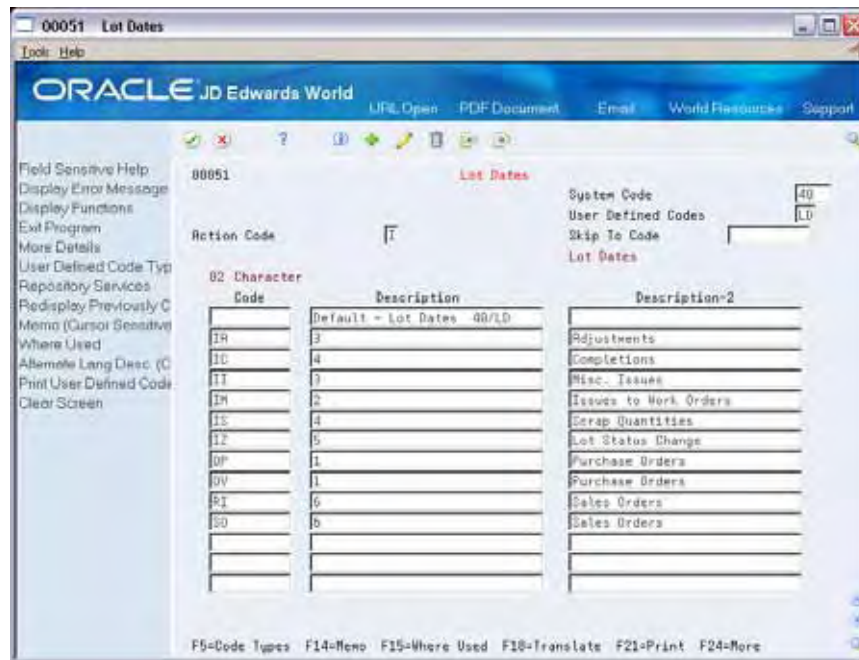 00051 Lot Dates
Tools Help
ORACLE JD Edwards World
URL Open PDF Document Email World Resources Support
Field Sensitive Help
Display Error Message
Display Functions
Exit Program
More Details
User Defined Code Typ
Repository Services
Redisplay Previously C
Memo (Cursor Sensitive
Where Used
Alternate Lang Desc. (C
Print User Defined Code
Clear Screen
00051 Lot Dates
System Code 40
User Defined Codes LD
Action Code I Skip To Code
Lot Dates
02 Character
Code Description Description-2
Default - Lot Dates 40/LD
IA 3 Adjustments
IC 4 Completions
II 3 Misc. Issues
IM 2 Issues to Work Orders
IS 4 Scrap Quantities
IZ 5 Lot Status Change
OP 1 Purchase Orders
OV 1 Purchase Orders
RI 6 Sales Orders
SO 6 Sales Orders
F5=Code Types F14=Memo F15=Where Used F18=Translate F21=Print F24=More